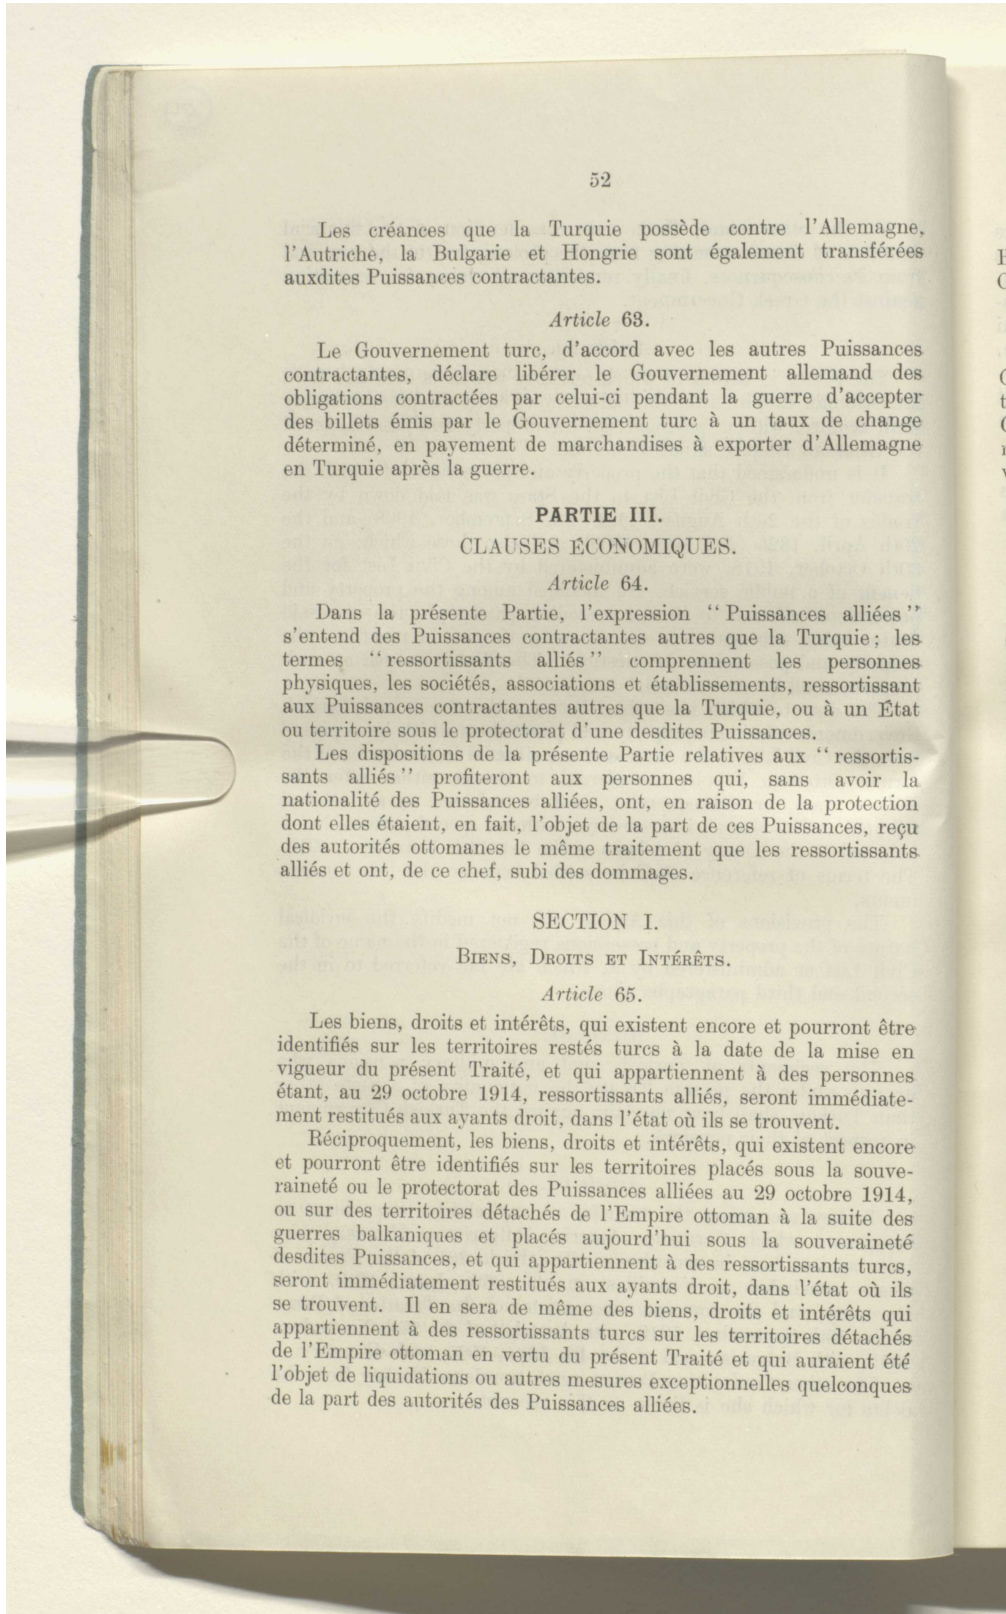 52
Les créances que la Turquie possède contre l'Allemagne,
l'Autriche, la Bulgarie et Hongrie sont également transférées
auxdites Puissances contractantes.
Article 63.
Le Gouvernement turc, d'accord avec les autres Puissances
contractantes, déclare libérer le Gouvernement allemand des
obligations contractées par celui-ci pendant la guerre d'accepter
des billets émis par le Gouvernement turc à un taux de change
déterminé, en payement de marchandises à exporter d'Allemagne
en Turquie après la guerre.
PARTIE III.
CLAUSES ÉCONOMIQUES.
Article 64.
Dans la présente Partie, l'expression "Puissances alliées"
s'entend des Puissances contractantes autres que la Turquie; les
termes "ressortissants alliés" comprennent les personnes
physiques, les sociétés, associations et établissements, ressortissant
aux Puissances contractantes autres que la Turquie, ou à un État
ou territoire sous le protectorat d'une desdites Puissances.
Les dispositions de la présente Partie relatives aux "ressortis-
sants alliés" profiteront aux personnes qui, sans avoir la
nationalité des Puissances alliées, ont, en raison de la protection
dont elles étaient, en fait, l'objet de la part de ces Puissances, reçu
des autorités ottomanes le même traitement que les ressortissants
alliés et ont, de ce chef, subi des dommages.
SECTION I.
BIENS, DROITS ET INTÉRÊTS.
Article 65.
Les biens, droits et intérêts, qui existent encore et pourront être
identifiés sur les territoires restés turcs à la date de la mise en
vigueur du présent Traité, et qui appartiennent à des personnes
étant, au 29 octobre 1914, ressortissants alliés, seront immédiate-
ment restitués aux ayants droit, dans l'état où ils se trouvent.
Réciproquement, les biens, droits et intérêts, qui existent encore
et pourront être identifiés sur les territoires placés sous la souve-
raineté ou le protectorat des Puissances alliées au 29 octobre 1914,
ou sur des territoires détachés de l'Empire ottoman à la suite des
guerres balkaniques et placés aujourd'hui sous la souveraineté
desdites Puissances, et qui appartiennent à des ressortissants turcs,
seront immédiatement restitués aux ayants droit, dans l'état où ils
se trouvent. Il en sera de même des biens, droits et intérêts qui
appartiennent à des ressortissants turcs sur les territoires détachés
de l'Empire ottoman en vertu du présent Traité et qui auraient été
l'objet de liquidations ou autres mesures exceptionnelles quelconques
de la part des autorités des Puissances alliées.